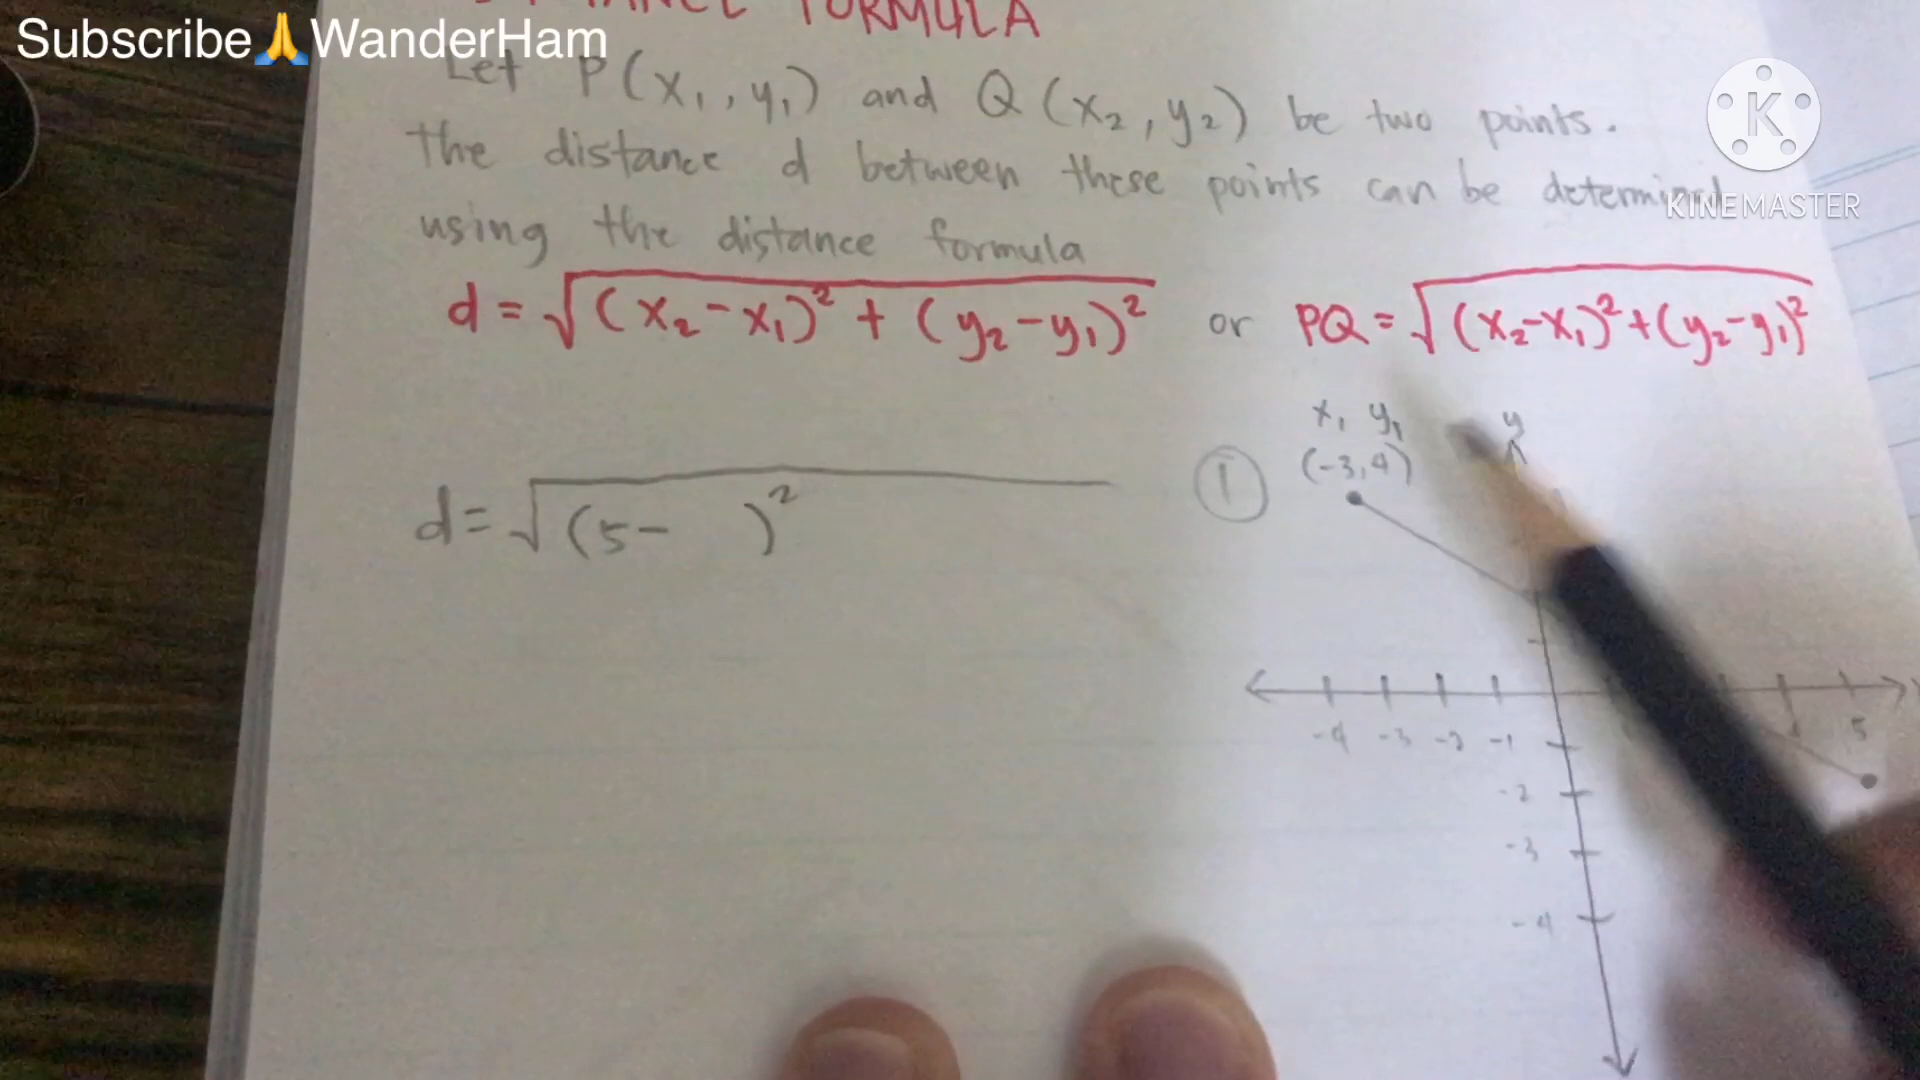 FORMULA
Subscribe🙏WanderHam
Let P(x₁, y₁) and Q(x₂, y₂) be two points.
The distance d between these points can be determined
KINEMASTER
using the distance formula
d = √(x₂-x₁)² + (y₂-y₁)² or PQ = √(x₂-x₁)²+(y₂-y₁)²
x₁ y₁ y
① (-3,4)
d = √(5- )²
-4 -3 -2 -1 5
-2
-3
-4